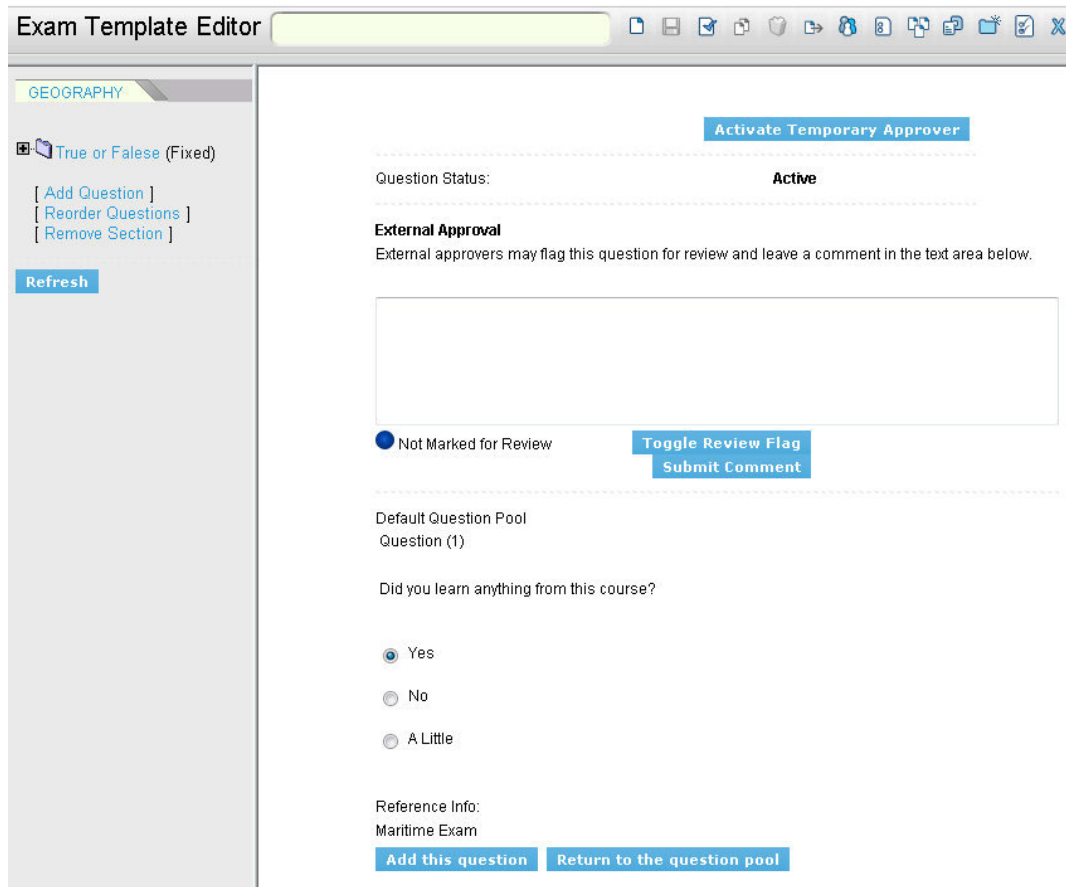 Exam Template Editor
GEOGRAPHY
True or Falese (Fixed)
[ Add Question ]
[ Reorder Questions ]
[ Remove Section ]
Refresh
Activate Temporary Approver
Question Status: Active
External Approval
External approvers may flag this question for review and leave a comment in the text area below.
Not Marked for Review Toggle Review Flag
Submit Comment
Default Question Pool
Question (1)
Did you learn anything from this course?
Yes
No
A Little
Reference Info:
Maritime Exam
Add this question Return to the question pool